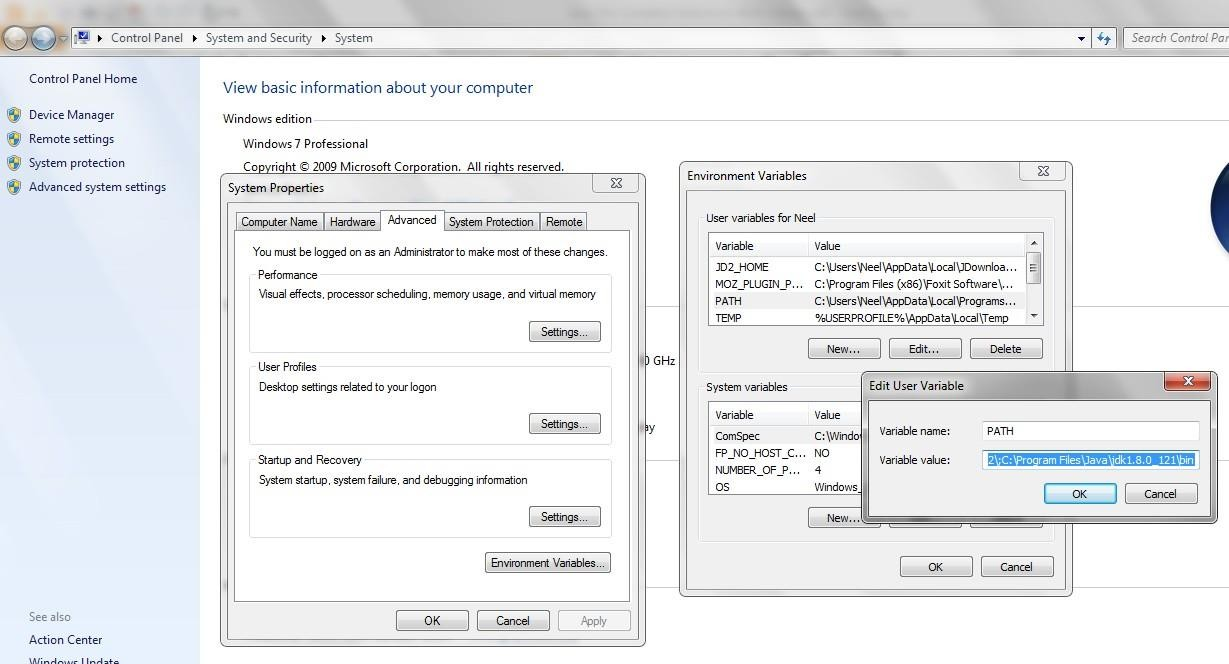 Control Panel
System and Security
System
Search Control Par
Control Panel Home
Device Manager
Remote settings
System protection
Advanced system settings
See also
Action Center
Windows Update
View basic information about your computer
Windows edition
Windows 7 Professional
Copyright © 2009 Microsoft Corporation. All rights reserved.
System Properties
Computer Name
Hardware
Advanced
System Protection
Remote
You must be logged on as an Administrator to make most of these changes.
Performance
Visual effects, processor scheduling, memory usage, and virtual memory
Settings...
User Profiles
Desktop settings related to your logon
Settings...
Startup and Recovery
System startup, system failure, and debugging information
Settings...
Environment Variables...
OK
Cancel
Apply
0 GHz
ay
Environment Variables
User variables for Neel
Variable Value
JD2_HOME C:\Users\Neel\AppData\Local\JDownloa...
MOZ_PLUGIN_P... C:\Program Files (x86)\Foxit Software\...
PATH C:\Users\Neel\AppData\Local\Programs...
TEMP %USERPROFILE%\AppData\Local\Temp
New...
Edit...
Delete
System variables
Variable Value
ComSpec C:\Windo
FP_NO_HOST_C... NO
NUMBER_OF_P... 4
OS Windows_
New...
OK
Cancel
Edit User Variable
Variable name: PATH
Variable value: 2\;C:\Program Files\Java\jdk1.8.0_121\bin
OK
Cancel